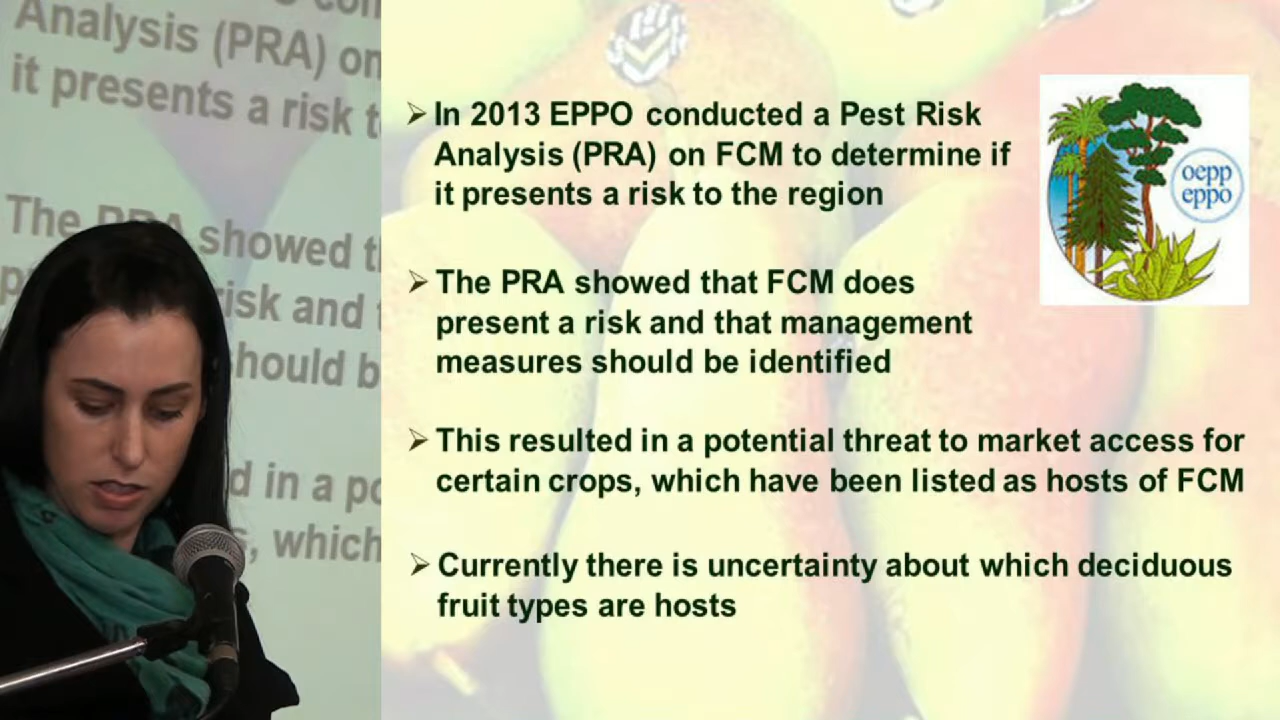 Analysis (PRA) on
it presents a risk t
The PRA showed t
risk and
should b
d in a po
s, which
➢ In 2013 EPPO conducted a Pest Risk
Analysis (PRA) on FCM to determine if
it presents a risk to the region
oepp
eppo
➢ The PRA showed that FCM does
present a risk and that management
measures should be identified
➢ This resulted in a potential threat to market access for
certain crops, which have been listed as hosts of FCM
➢ Currently there is uncertainty about which deciduous
fruit types are hosts